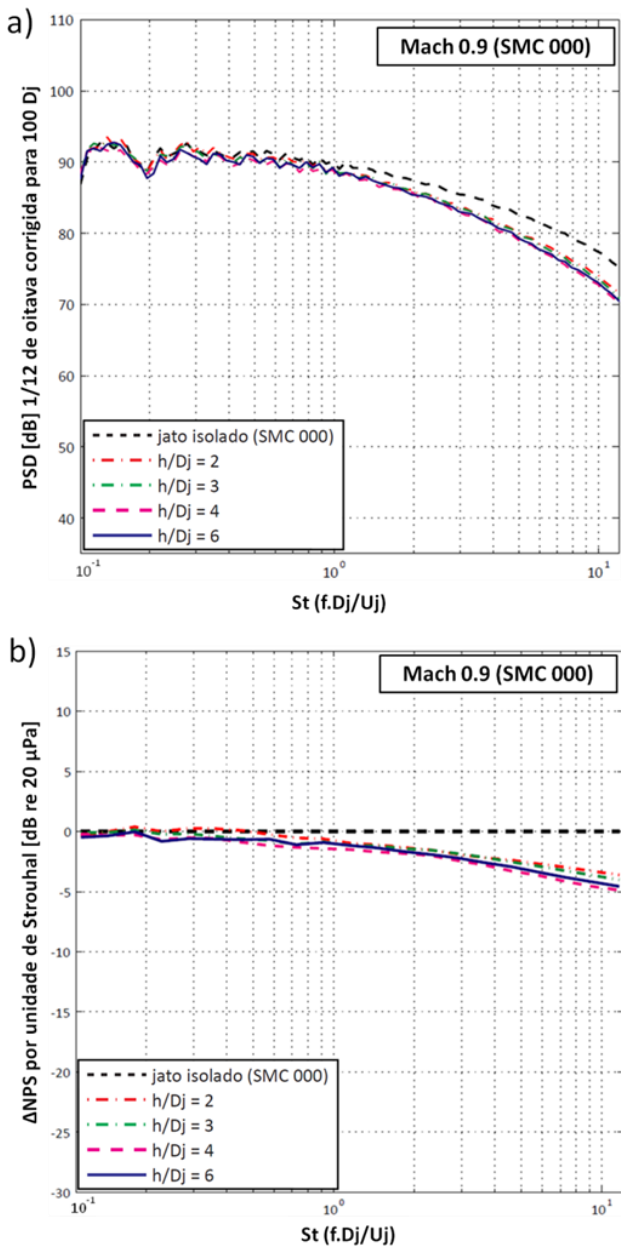 a)
110
Mach 0.9 (SMC 000)
100
90
80
70
60
50
40
PSD [dB] 1/12 de oitava corrigida para 100 Dj
jato isolado (SMC 000)
h/Dj = 2
h/Dj = 3
h/Dj = 4
h/Dj = 6
10⁻¹
10⁰
10¹
St (f.Dj/Uj)
b)
15
Mach 0.9 (SMC 000)
10
5
0
-5
-10
-15
-20
-25
-30
ΔNPS por unidade de Strouhal [dB re 20 µPa]
jato isolado (SMC 000)
h/Dj = 2
h/Dj = 3
h/Dj = 4
h/Dj = 6
10⁻¹
10⁰
10¹
St (f.Dj/Uj)